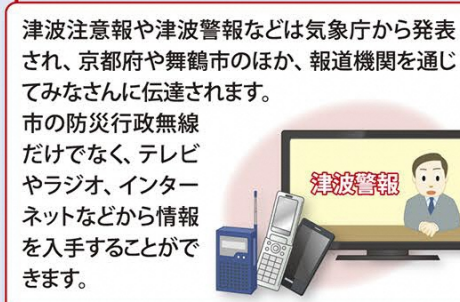 津波注意報や津波警報などは気象庁から発表
され、京都府や舞鶴市のほか、報道機関を通じ
てみなさんに伝達されます。
市の防災行政無線
だけでなく、テレビ
やラジオ、インター
ネットなどから情報
を入手することがで
きます。
津波警報